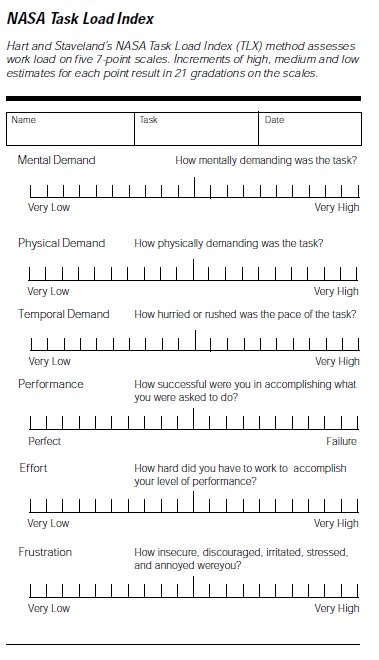 NASA Task Load Index
Hart and Staveland´s NASA Task Load Index (TLX) method assesses
work load on five 7-point scales. Increments of high, medium and low
estimates for each point result in 21 gradations on the scales.
Name Task Date
Mental Demand How mentally demanding was the task?
Very Low Very High
Physical Demand How physically demanding was the task?
Very Low Very High
Temporal Demand How hurried or rushed was the pace of the task?
Very Low Very High
Performance How successful were you in accomplishing what
you were asked to do?
Perfect Failure
Effort How hard did you have to work to accomplish
your level of performance?
Very Low Very High
Frustration How insecure, discouraged, irritated, stressed,
and annoyed wereyou?
Very Low Very High